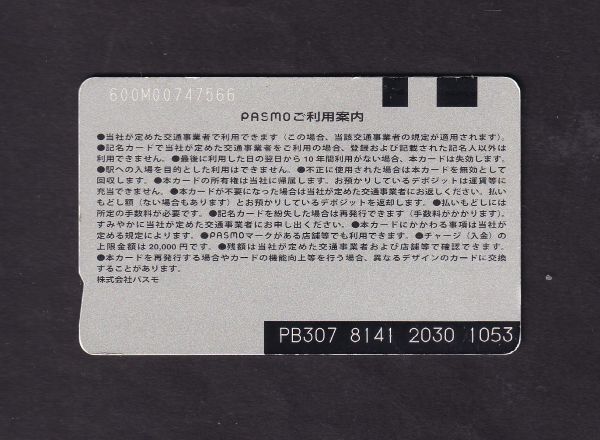 600M00747566
PASMOご利用案内
●当社が定めた交通事業者で利用できます（この場合、当該交通事業者の規定が適用されます）。
●記名カードで当社が定めた交通事業者をご利用の場合、登録および記載された記名人以外は
利用できません。●最後に利用した日の翌日から10年間利用がない場合、本カードは失効します。
●駅への入場を目的とした利用はできません。●不正に使用された場合は本カードを無効として
回収します。●本カードの所有権は当社に帰属します。お預かりしているデポジットは運賃等に
充当できません。●本カードが不要になった場合は当社が定めた交通事業者にお返しください。払い
もどし額（ない場合もあります）とお預かりしているデポジットを返却します。●払いもどしには
所定の手数料が必要です。●記名カードを紛失した場合は再発行できます（手数料がかかります）。
すみやかに当社が定めた交通事業者にお申し出ください。●本カードにかかわる事項は当社が
定める規定によります。●PASMOマークがある店舗等でも利用できます。●チャージ（入金）の
上限金額は20,000円です。●残額は当社が定めた交通事業者および店舗等で確認できます。
●本カードを再発行する場合やカードの機能向上等を行う場合、異なるデザインのカードに交換
することがあります。
株式会社パスモ
PB307 8141 2030 1053